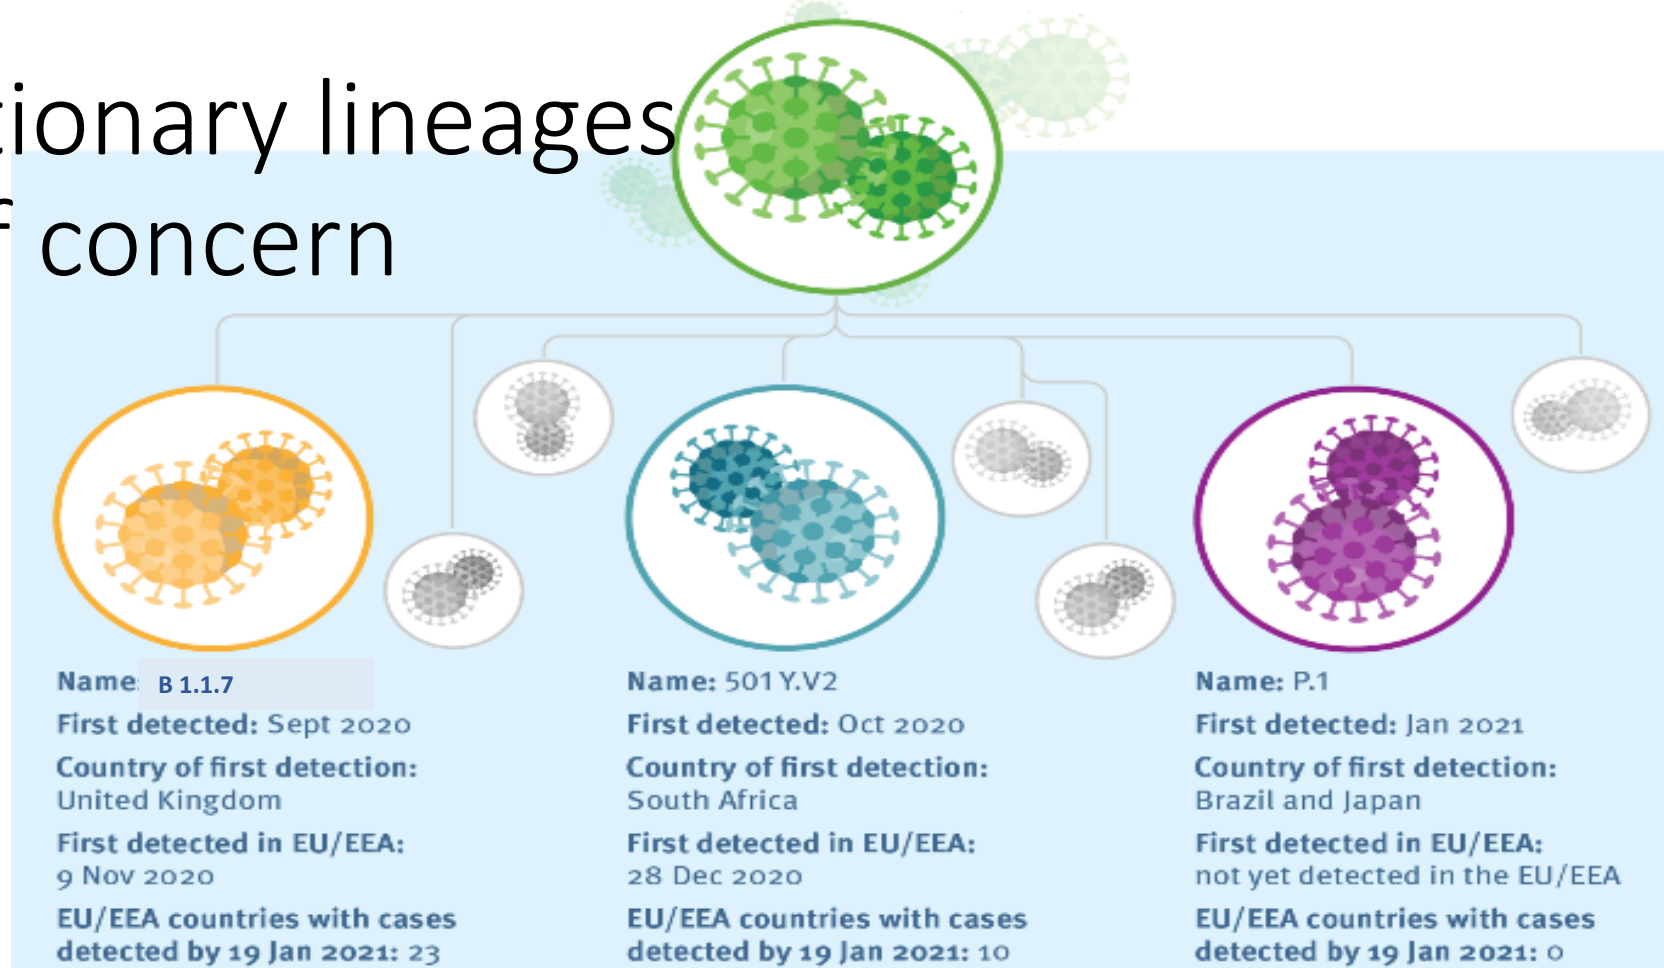 tionary lineages
f concern
Name: B 1.1.7
First detected: Sept 2020
Country of first detection:
United Kingdom
First detected in EU/EEA:
9 Nov 2020
EU/EEA countries with cases
detected by 19 Jan 2021: 23
Name: 501 Y.V2
First detected: Oct 2020
Country of first detection:
South Africa
First detected in EU/EEA:
28 Dec 2020
EU/EEA countries with cases
detected by 19 Jan 2021: 10
Name: P.1
First detected: Jan 2021
Country of first detection:
Brazil and Japan
First detected in EU/EEA:
not yet detected in the EU/EEA
EU/EEA countries with cases
detected by 19 Jan 2021: 0